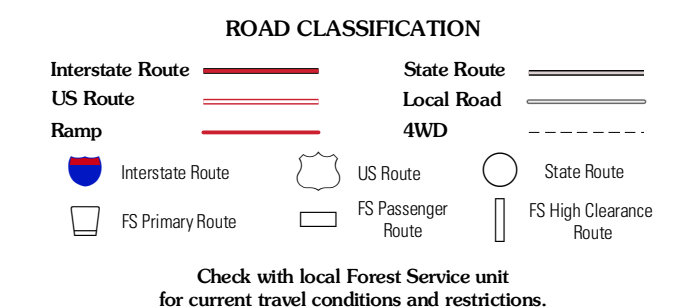 ROAD CLASSIFICATION
Interstate Route
State Route
US Route
Local Road
Ramp
4WD
Interstate Route
US Route
State Route
FS Primary Route
FS Passenger
Route
FS High Clearance
Route
Check with local Forest Service unit
for current travel conditions and restrictions.